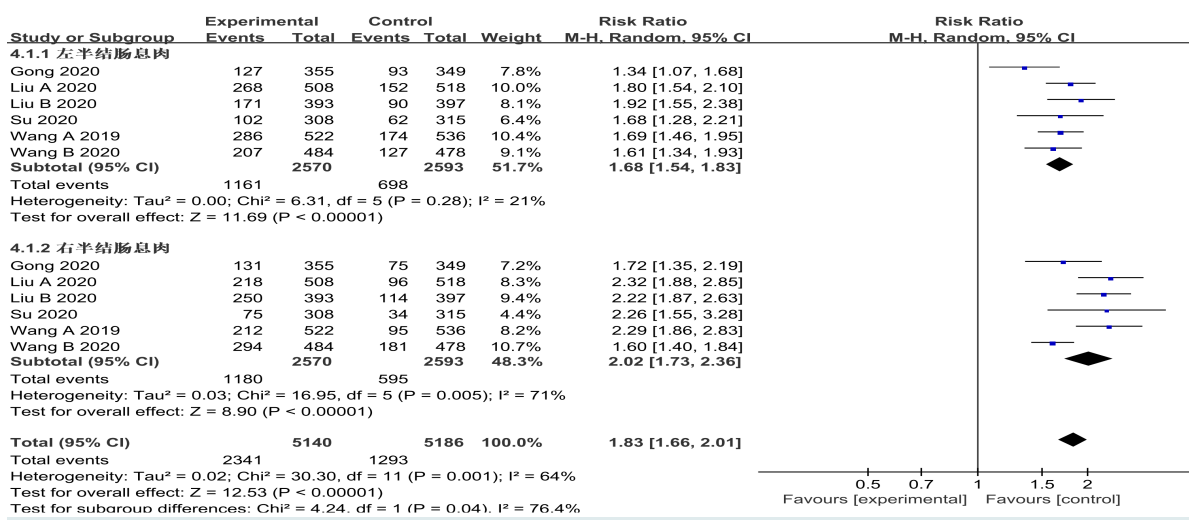 Experimental Control Risk Ratio Risk Ratio
Study or Subgroup Events Total Events Total Weight M-H, Random, 95% CI M-H, Random, 95% CI
4.1.1 左半结肠息肉
Gong 2020 127 355 93 349 7.8% 1.34 [1.07, 1.68]
Liu A 2020 268 508 152 518 10.0% 1.80 [1.54, 2.10]
Liu B 2020 171 393 90 397 8.1% 1.92 [1.55, 2.38]
Su 2020 102 308 62 315 6.4% 1.68 [1.28, 2.21]
Wang A 2019 286 522 174 536 10.4% 1.69 [1.46, 1.95]
Wang B 2020 207 484 127 478 9.1% 1.61 [1.34, 1.93]
Subtotal (95% CI) 2570 2593 51.7% 1.68 [1.54, 1.83]
Total events 1161 698
Heterogeneity: Tau² = 0.00; Chi² = 6.31, df = 5 (P = 0.28); I² = 21%
Test for overall effect: Z = 11.69 (P < 0.00001)
4.1.2 右半结肠息肉
Gong 2020 131 355 75 349 7.2% 1.72 [1.35, 2.19]
Liu A 2020 218 508 96 518 8.3% 2.32 [1.88, 2.85]
Liu B 2020 250 393 114 397 9.4% 2.22 [1.87, 2.63]
Su 2020 75 308 34 315 4.4% 2.26 [1.55, 3.28]
Wang A 2019 212 522 95 536 8.2% 2.29 [1.86, 2.83]
Wang B 2020 294 484 181 478 10.7% 1.60 [1.40, 1.84]
Subtotal (95% CI) 2570 2593 48.3% 2.02 [1.73, 2.36]
Total events 1180 595
Heterogeneity: Tau² = 0.03; Chi² = 16.95, df = 5 (P = 0.005); I² = 71%
Test for overall effect: Z = 8.90 (P < 0.00001)
Total (95% CI) 5140 5186 100.0% 1.83 [1.66, 2.01]
Total events 2341 1293
Heterogeneity: Tau² = 0.02; Chi² = 30.30, df = 11 (P = 0.001); I² = 64%
Test for overall effect: Z = 12.53 (P < 0.00001)
Test for subgroup differences: Chi² = 4.24, df = 1 (P = 0.04), I² = 76.4%
0.5 0.7 1 1.5 2
Favours [experimental] Favours [control]